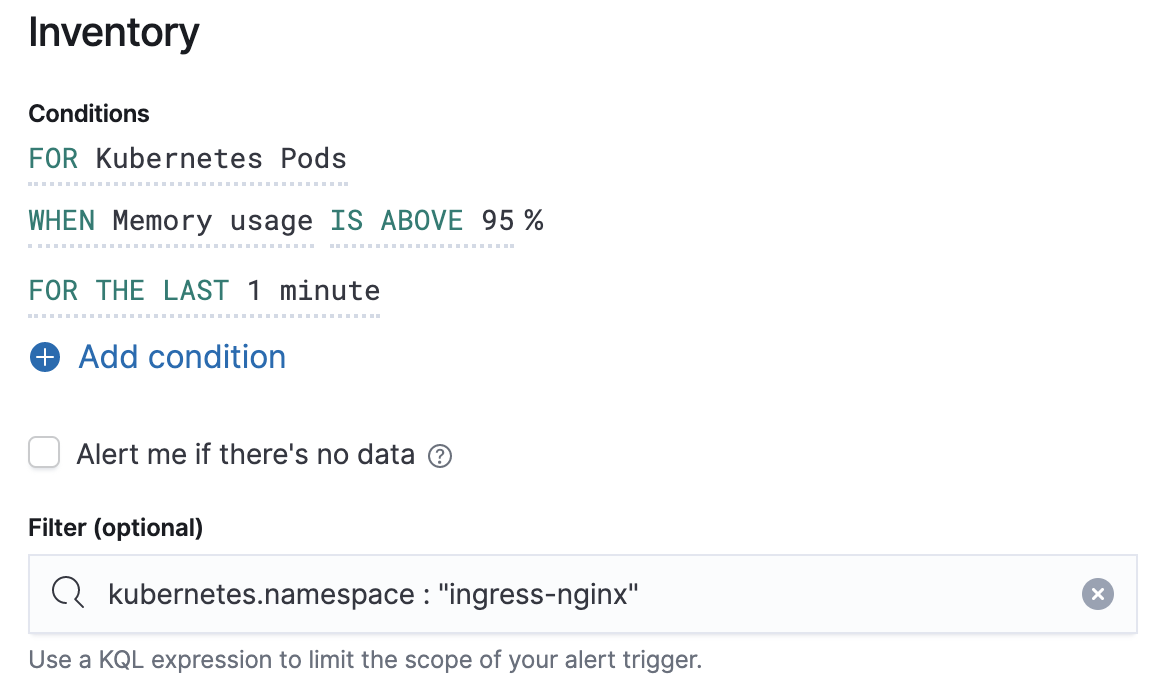 Inventory
Conditions
FOR Kubernetes Pods
WHEN Memory usage IS ABOVE 95 %
FOR THE LAST 1 minute
Add condition
Alert me if there's no data
Filter (optional)
kubernetes.namespace : "ingress-nginx"
Use a KQL expression to limit the scope of your alert trigger.